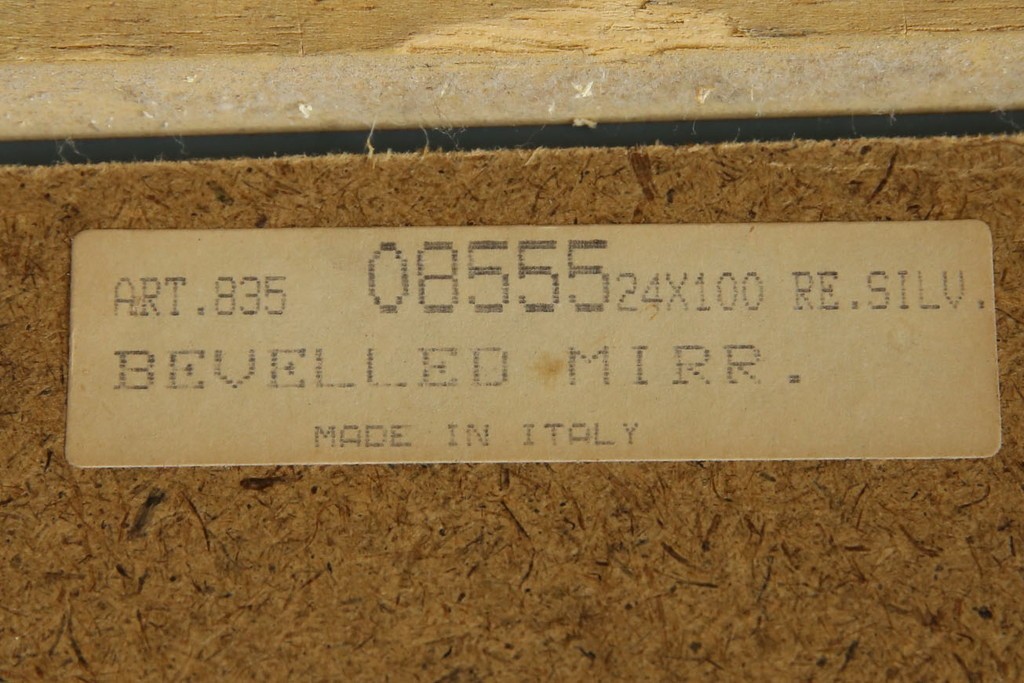 ART.835 08555 24X100 RE.SILV.
BEVELLED MIRR.
MADE IN ITALY